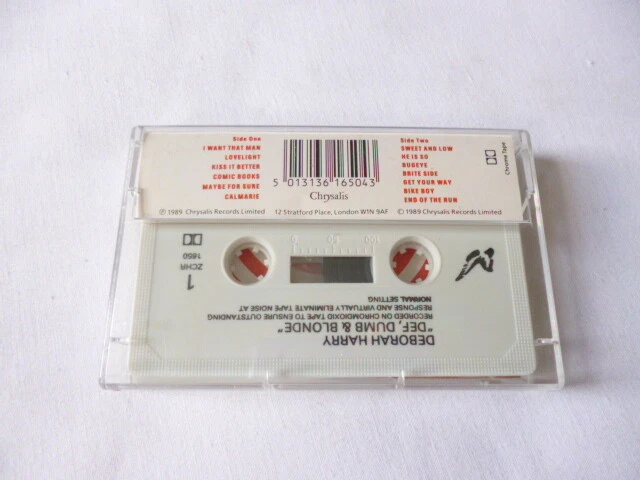 Side One
I WANT THAT MAN
LOVELIGHT
KISS IT BETTER
COMIC BOOKS
MAYBE FOR SURE
CALMARIE
5 013136 165043
Chrysalis
Side Two
SWEET AND LOW
HE IS SO
BUGEYE
BRITE SIDE
GET YOUR WAY
BIKE BOY
END OF THE RUN
Chrome Tape
℗ 1989 Chrysalis Records Limited
12 Stratford Place, London W1N 9AF
© 1989 Chrysalis Records Limited
DEBORAH HARRY
"DEF, DUMB & BLONDE"
RECORDED ON CHROMDIOXID TAPE TO ENSURE OUTSTANDING
RESPONSE AND VIRTUALLY ELIMINATE TAPE NOISE AT
NORMAL SETTING
1
ZCHR
1650